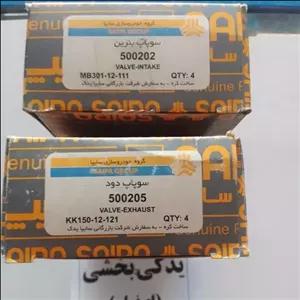 گروه خودروسازی سایپا
SAIPA GROUP
سوپاپ بنزین
500202
VALVE-INTAKE
MB301-12-111 QTY: 4
ساخت کره - به سفارش شرکت بازرگانی سایپا یدک
SAIPA
گروه خودروسازی سایپا
SAIPA GROUP
سوپاپ دود
500205
VALVE-EXHAUST
KK150-12-121 QTY: 4
ساخت کره - به سفارش شرکت بازرگانی سایپا یدک
SAIPA
یدکی بخشی